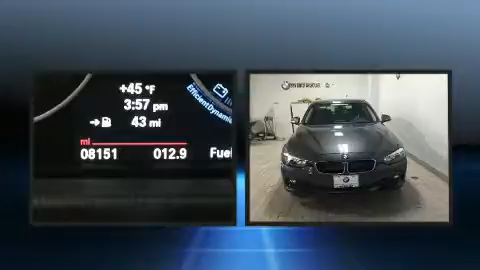 +45 °F
3:57 pm
43 mi
EfficientDynamics
mi
08151 012.9 Fuel